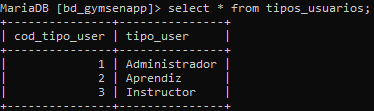 MariaDB [bd_gymsenapp]> select * from tipos_usuarios;
+---------------+---------------+
| cod_tipo_user | tipo_user     |
+---------------+---------------+
|             1 | Administrador |
|             2 | Aprendiz      |
|             3 | Instructor    |
+---------------+---------------+